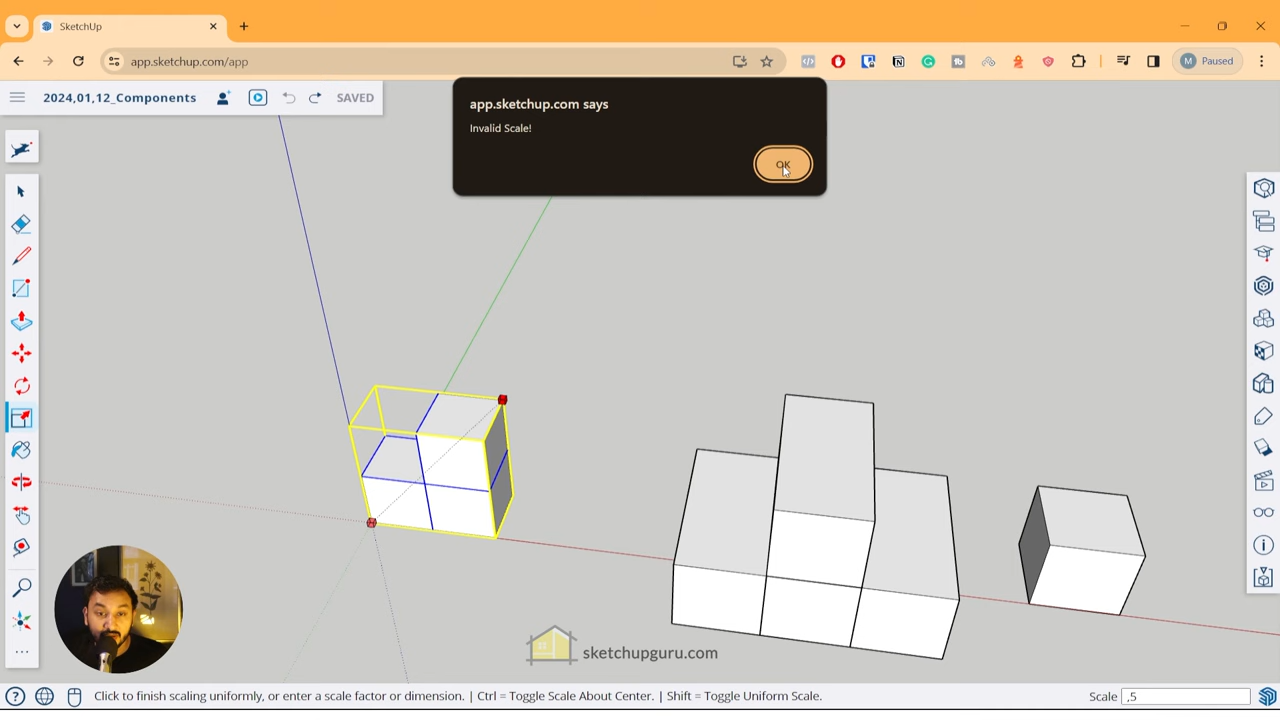 SketchUp
app.sketchup.com/app
M Paused
2024,01,12_Components
SAVED
app.sketchup.com says
Invalid Scale!
OK
sketchupguru.com
Click to finish scaling uniformly, or enter a scale factor or dimension. | Ctrl = Toggle Scale About Center. | Shift = Toggle Uniform Scale.
Scale ,5